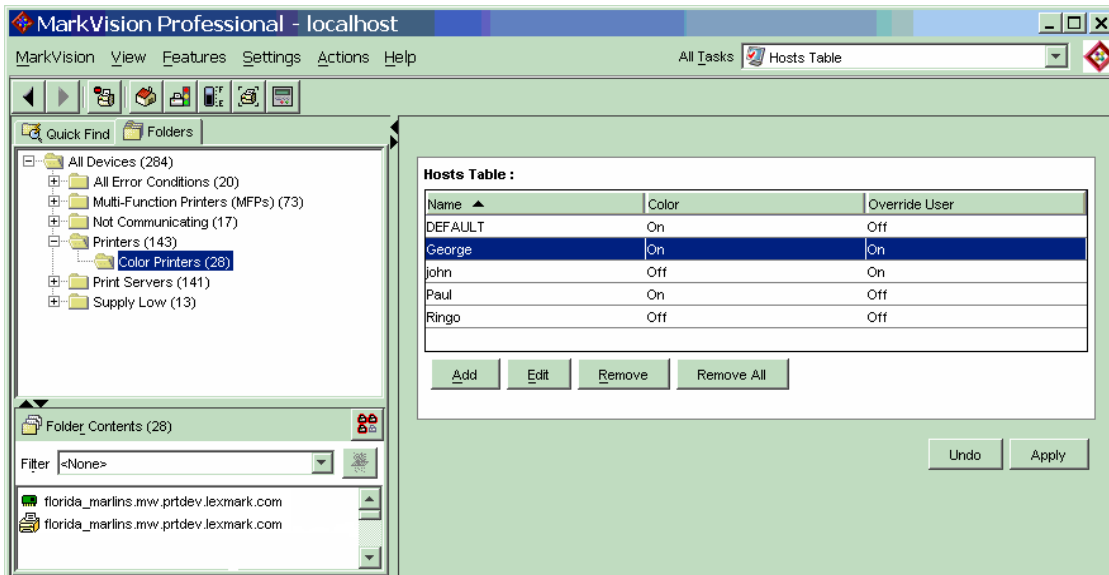 MarkVision Professional - localhost
MarkVision View Features Settings Actions Help
All Tasks Hosts Table
Quick Find Folders
All Devices (284)
All Error Conditions (20)
Multi-Function Printers (MFPs) (73)
Not Communicating (17)
Printers (143)
Color Printers (28)
Print Servers (141)
Supply Low (13)
Folder Contents (28)
Filter <None>
florida_marlins.mw.prtdev.lexmark.com
florida_marlins.mw.prtdev.lexmark.com
Hosts Table :
Name Color Override User
DEFAULT On Off
George On On
john Off On
Paul On Off
Ringo Off Off
Add Edit Remove Remove All
Undo Apply